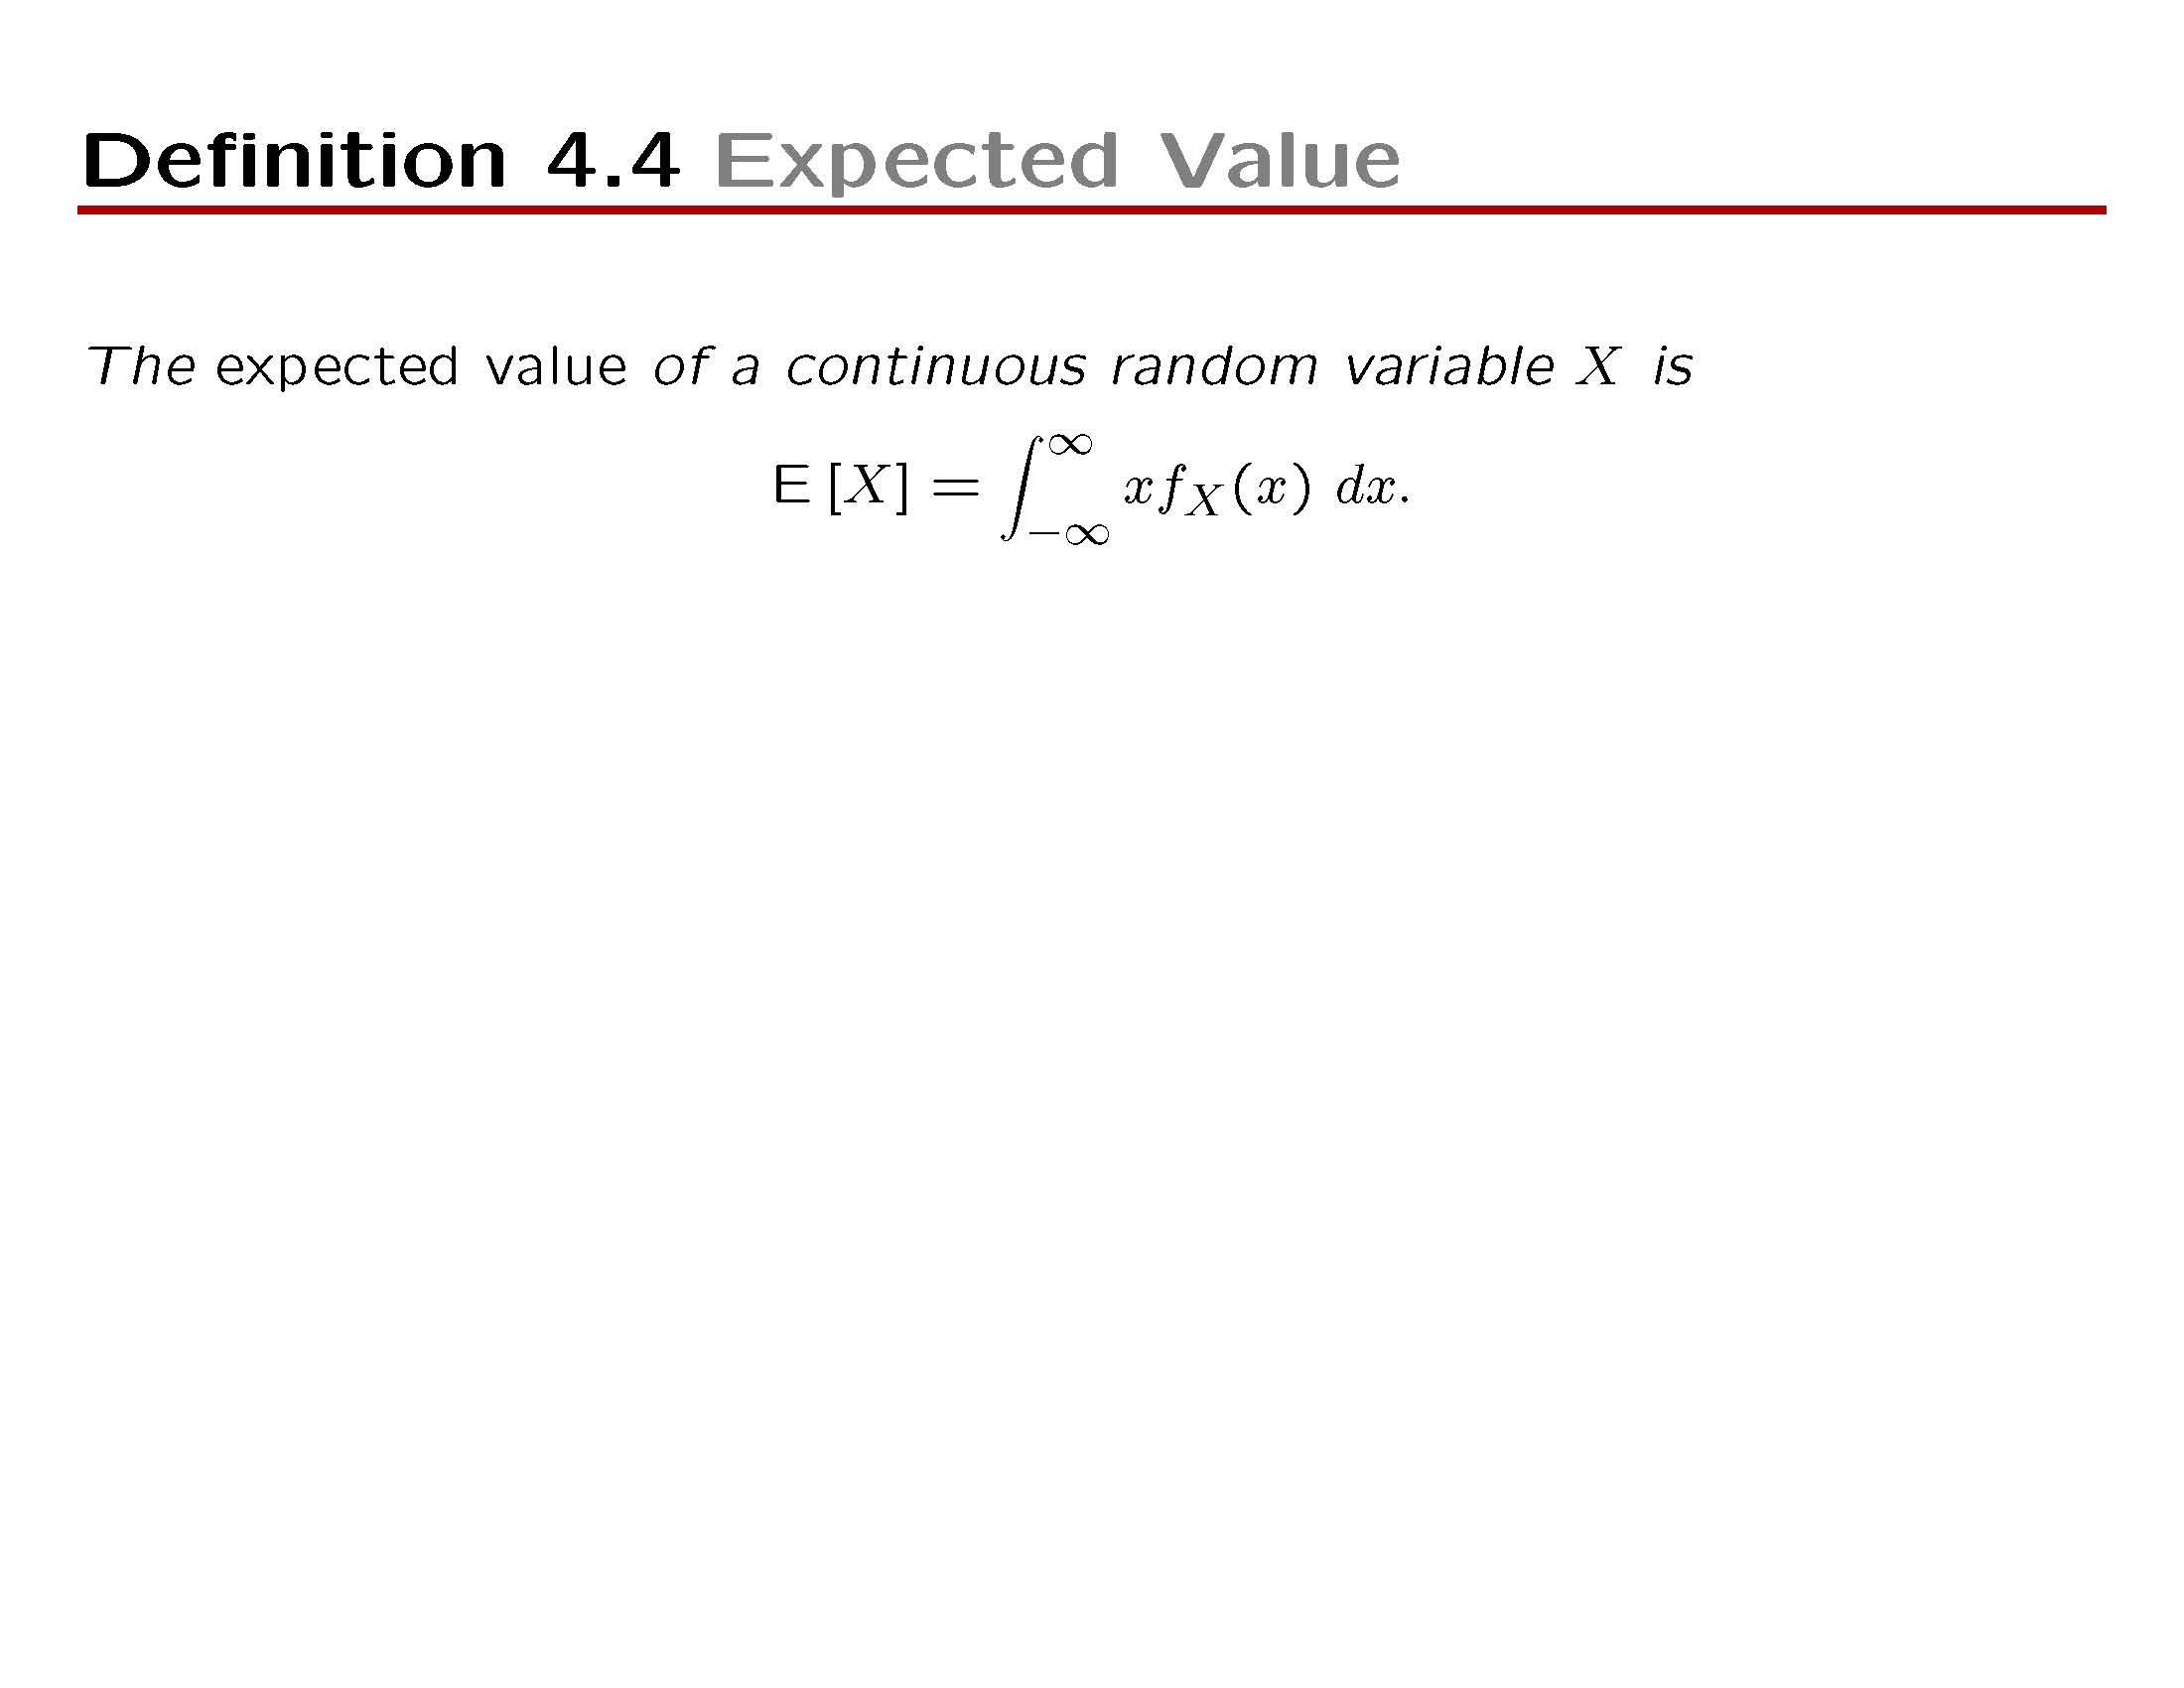 Definition 4.4 Expected Value
The expected value of a continuous random variable X is
E [X] = ∫_{−∞}^{∞} x f_X(x) dx.